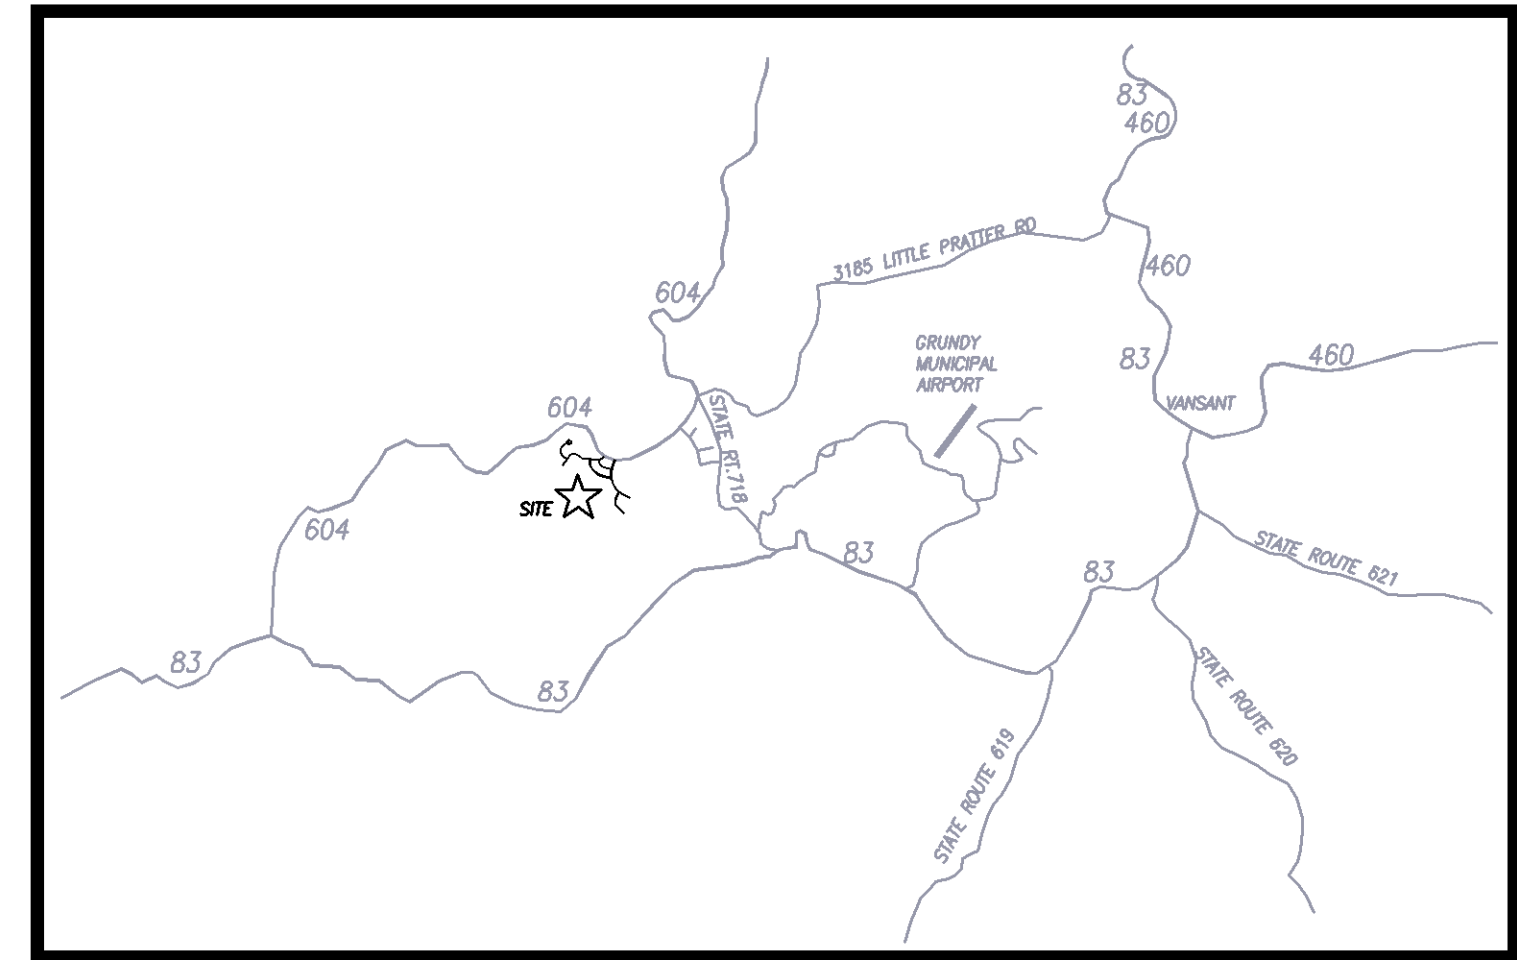 83
460
3185 LITTLE PRATTER RD
460
604
GRUNDY
MUNICIPAL
AIRPORT
83
460
604
STATE RT.718
VANSANT
SITE
604
83
STATE ROUTE 621
83
83
83
STATE ROUTE 620
STATE ROUTE 619